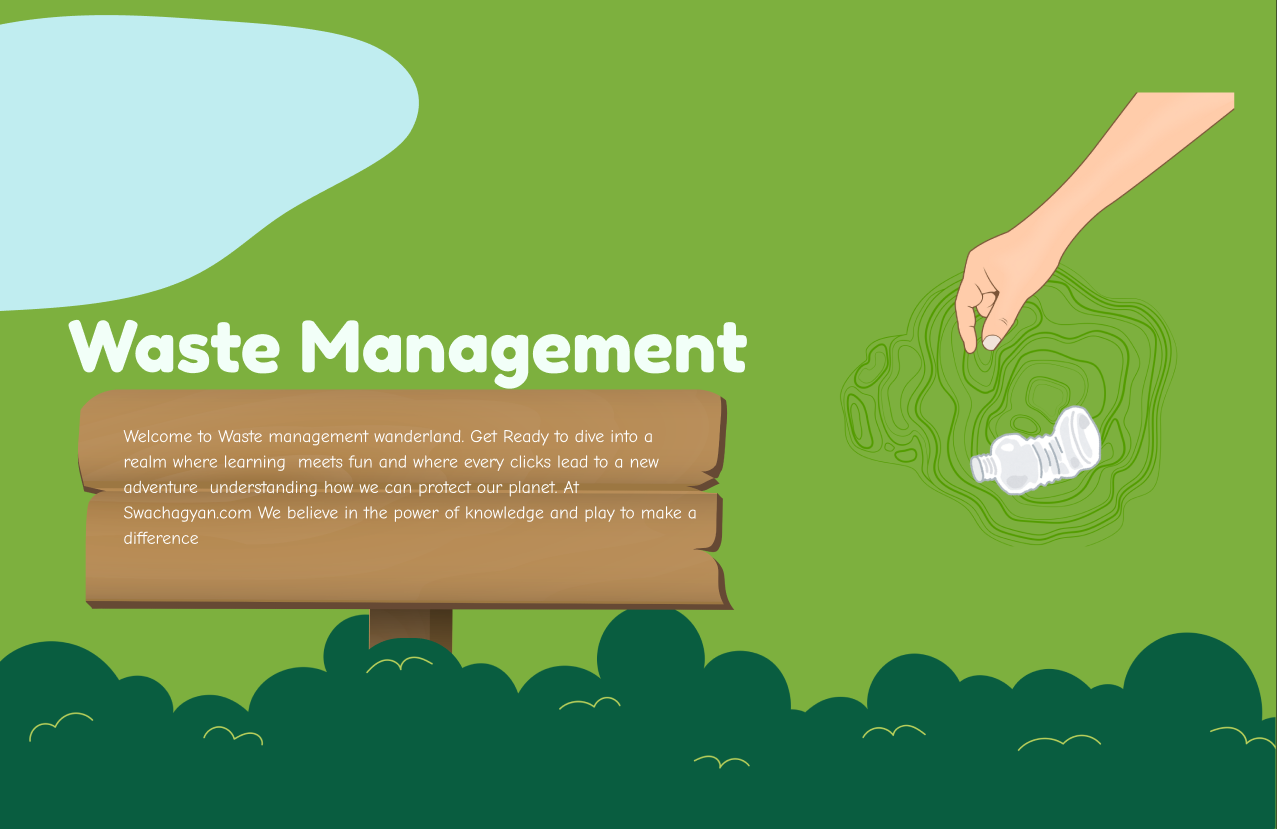 Waste Management
Welcome to Waste management wanderland. Get Ready to dive into a
realm where learning  meets fun and where every clicks lead to a new
adventure  understanding how we can protect our planet. At
Swachagyan.com We believe in the power of knowledge and play to make a
difference